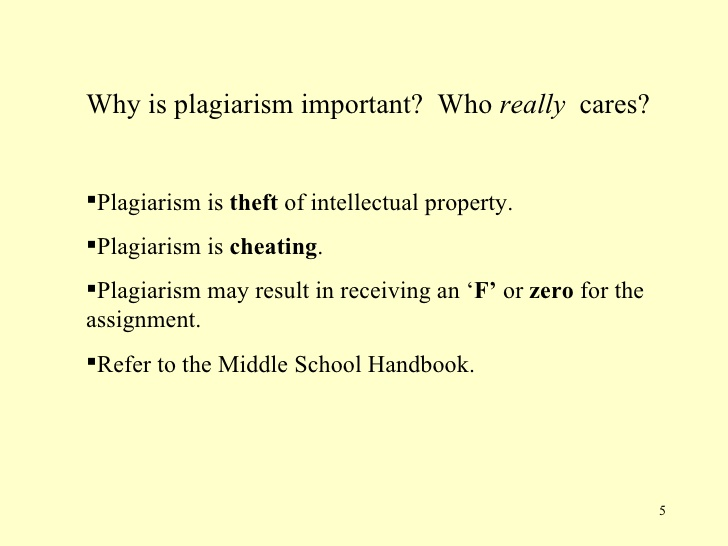 Why is plagiarism important?  Who really  cares?
▪Plagiarism is theft of intellectual property.
▪Plagiarism is cheating.
▪Plagiarism may result in receiving an ‘F’ or zero for the
assignment.
▪Refer to the Middle School Handbook.
5